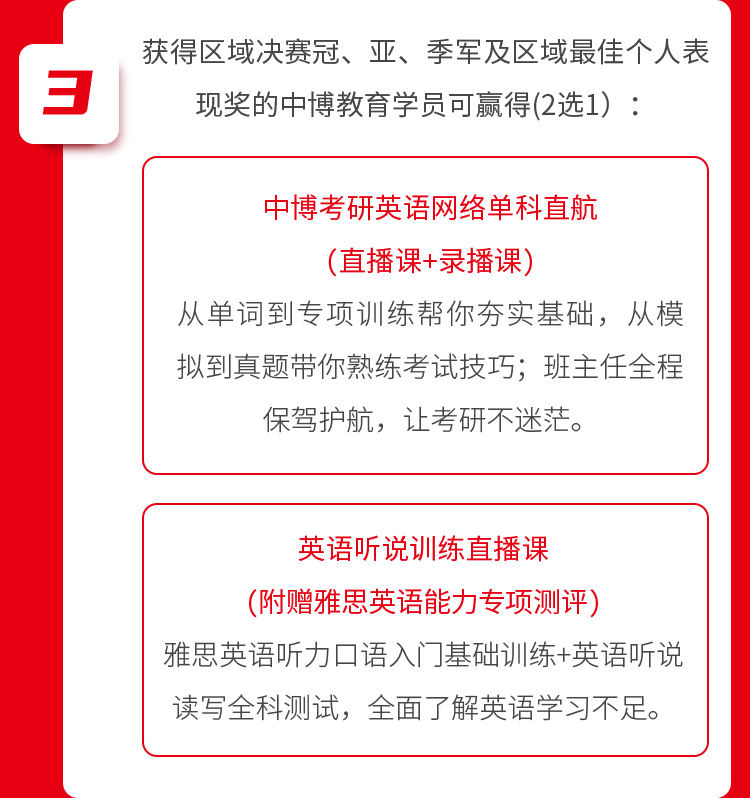 3
获得区域决赛冠、亚、季军及区域最佳个人表
现奖的中博教育学员可赢得(2选1）：
中博考研英语网络单科直航
（直播课+录播课）
从单词到专项训练帮你夯实基础，从模
拟到真题带你熟练考试技巧；班主任全程
保驾护航，让考研不迷茫。
英语听说训练直播课
（附赠雅思英语能力专项测评）
雅思英语听力口语入门基础训练+英语听说
读写全科测试，全面了解英语学习不足。